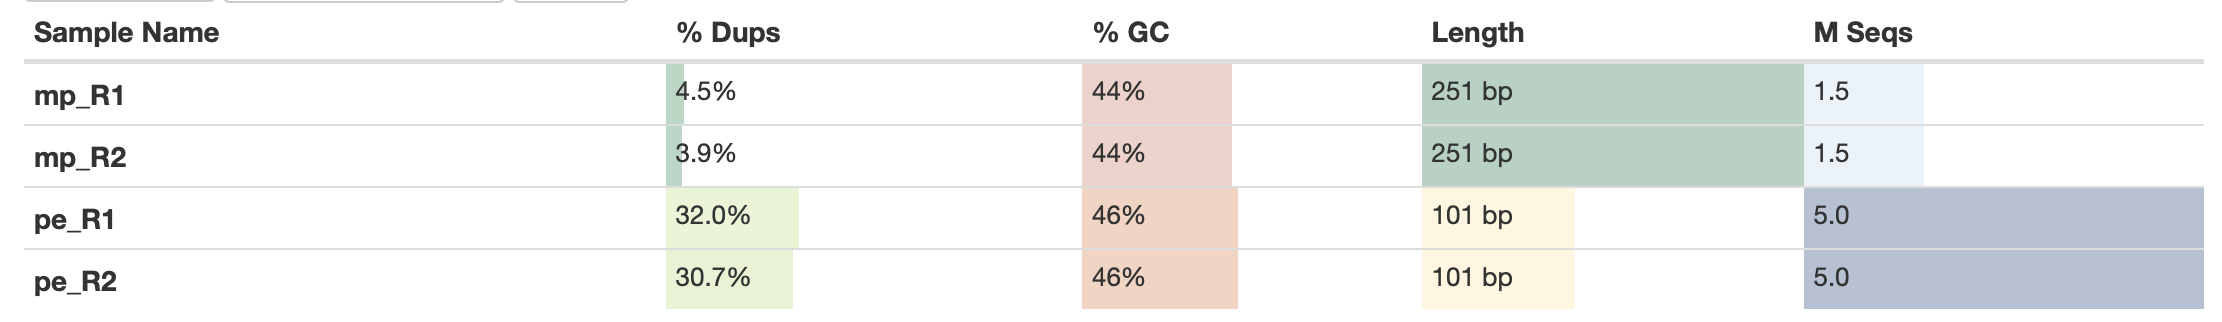 Sample Name % Dups % GC Length M Seqs
mp_R1 4.5% 44% 251 bp 1.5
mp_R2 3.9% 44% 251 bp 1.5
pe_R1 32.0% 46% 101 bp 5.0
pe_R2 30.7% 46% 101 bp 5.0